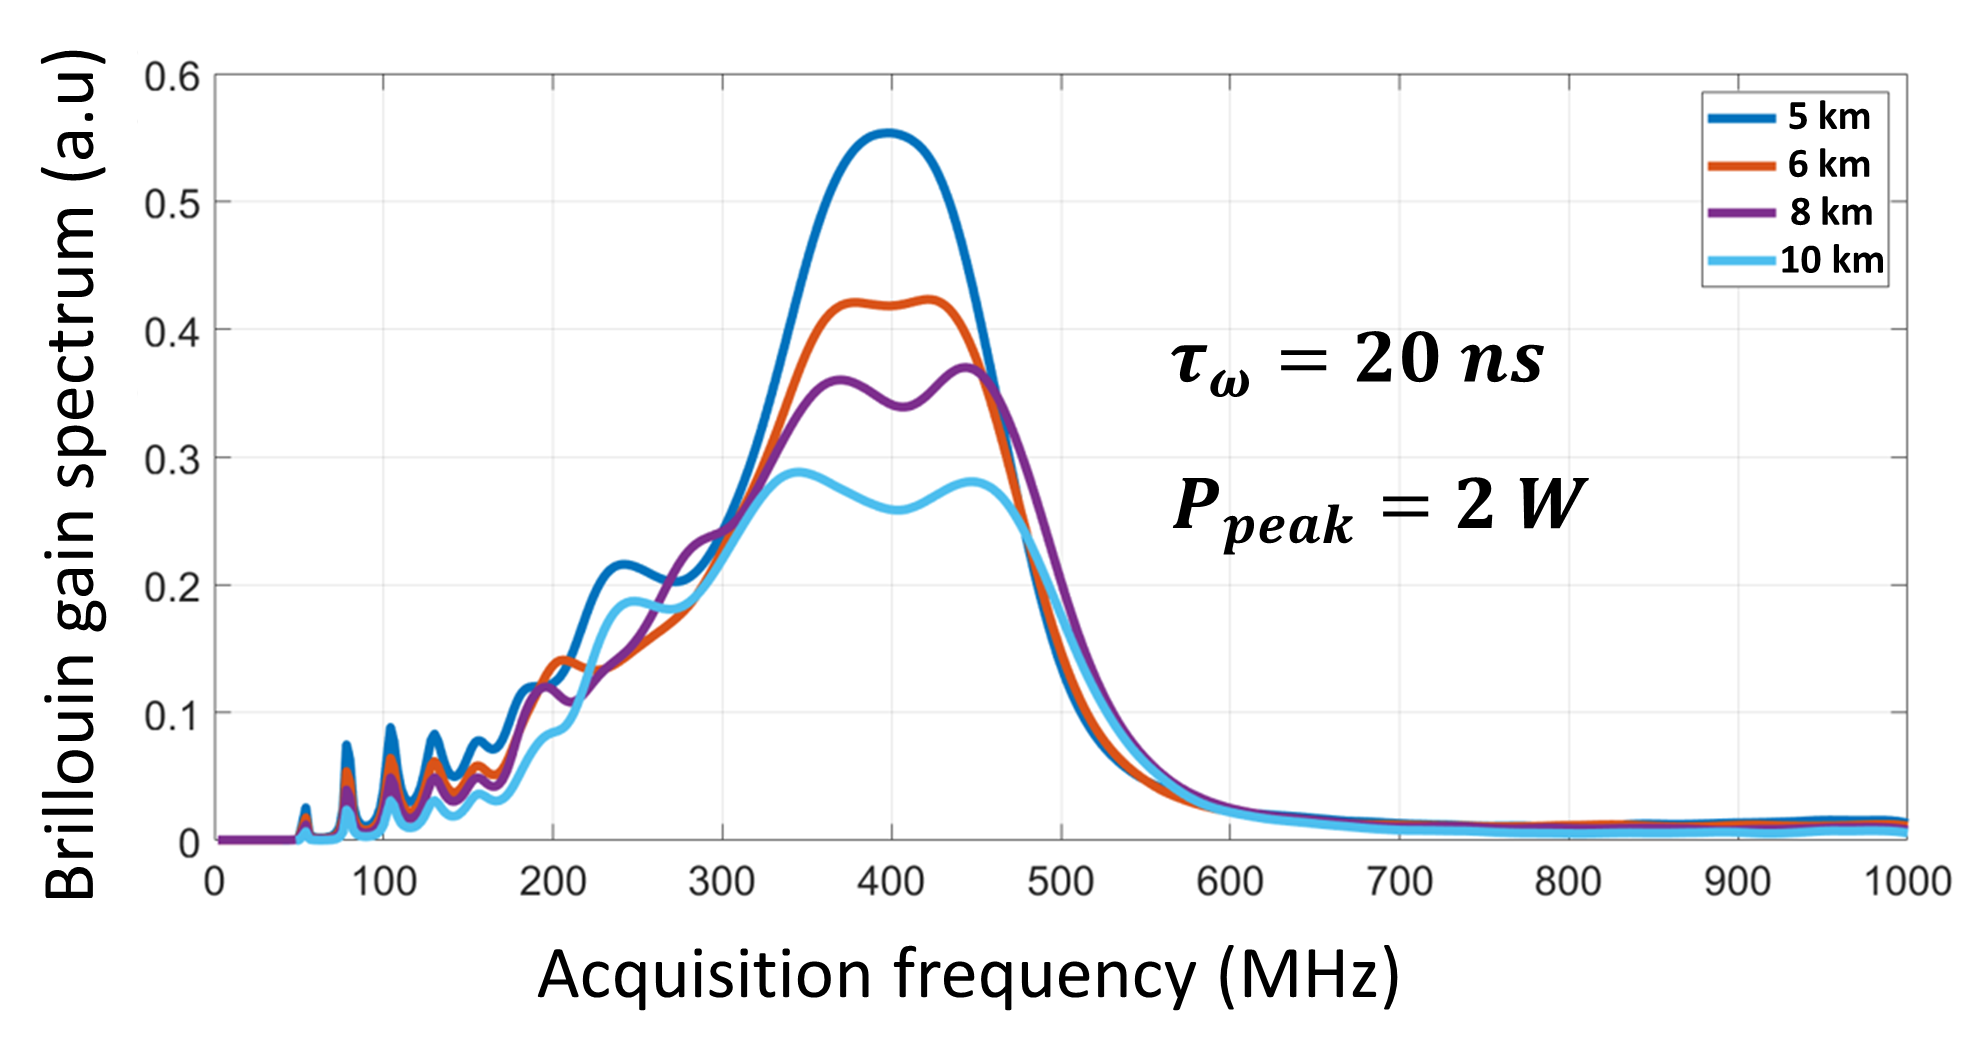 Brillouin gain spectrum (a.u)
0.6
0.5
0.4
0.3
0.2
0.1
0
0 100 200 300 400 500 600 700 800 900 1000
Acquisition frequency (MHz)
5 km
6 km
8 km
10 km
τω = 20 ns
Ppeak = 2 W